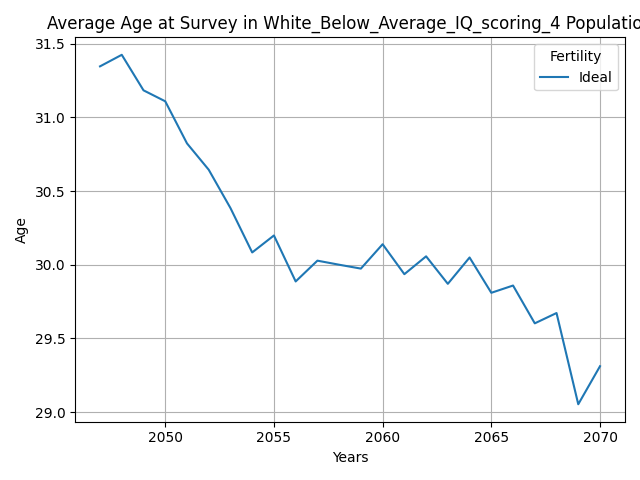 Average Age at Survey in White_Below_Average_IQ_scoring_4 Populatio
31.5
31.0
30.5
30.0
29.5
29.0
Age
Fertility
Ideal
2050 2055 2060 2065 2070
Years